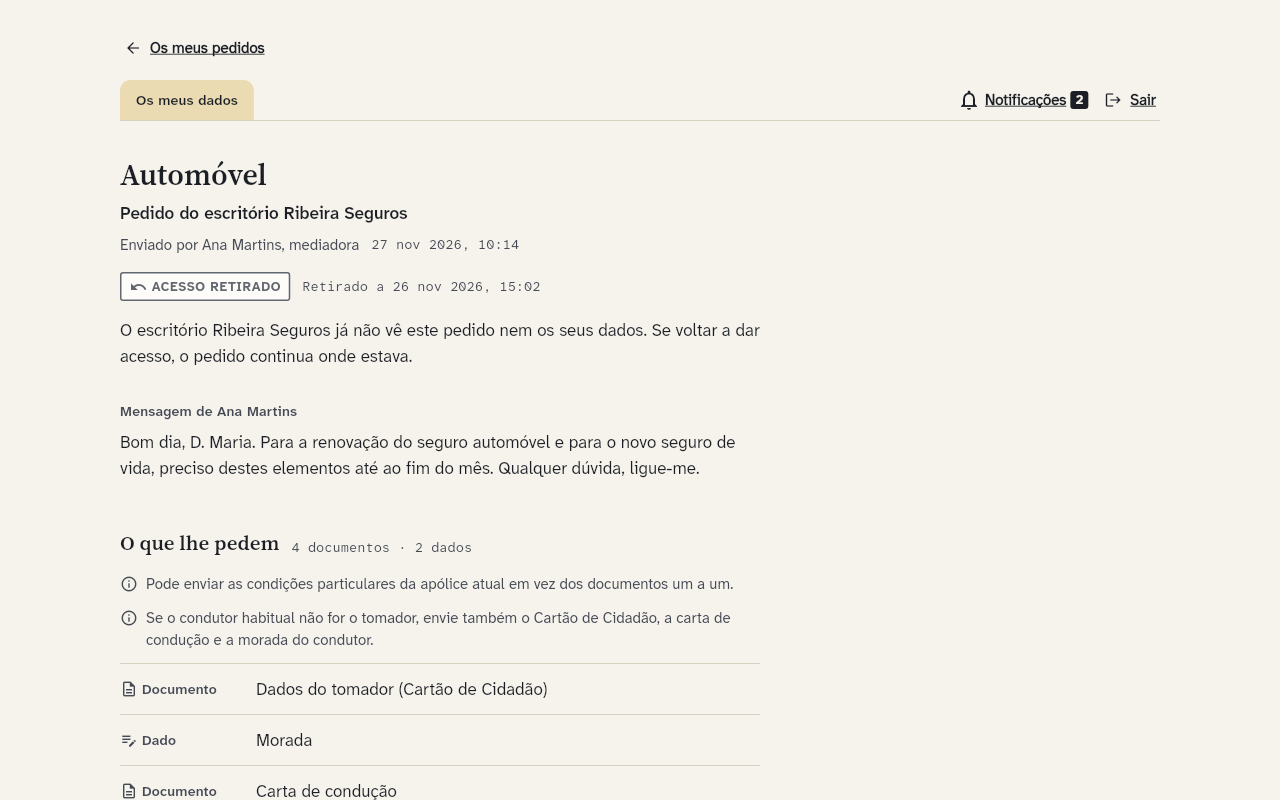 Os meus pedidos
Os meus dados
Notificações 2
Sair
Automóvel
Pedido do escritório Ribeira Seguros
Enviado por Ana Martins, mediadora 27 nov 2026, 10:14
ACESSO RETIRADO Retirado a 26 nov 2026, 15:02
O escritório Ribeira Seguros já não vê este pedido nem os seus dados. Se voltar a dar
acesso, o pedido continua onde estava.
Mensagem de Ana Martins
Bom dia, D. Maria. Para a renovação do seguro automóvel e para o novo seguro de
vida, preciso destes elementos até ao fim do mês. Qualquer dúvida, ligue-me.
O que lhe pedem 4 documentos · 2 dados
Pode enviar as condições particulares da apólice atual em vez dos documentos um a um.
Se o condutor habitual não for o tomador, envie também o Cartão de Cidadão, a carta de
condução e a morada do condutor.
Documento Dados do tomador (Cartão de Cidadão)
Dado Morada
Documento Carta de condução